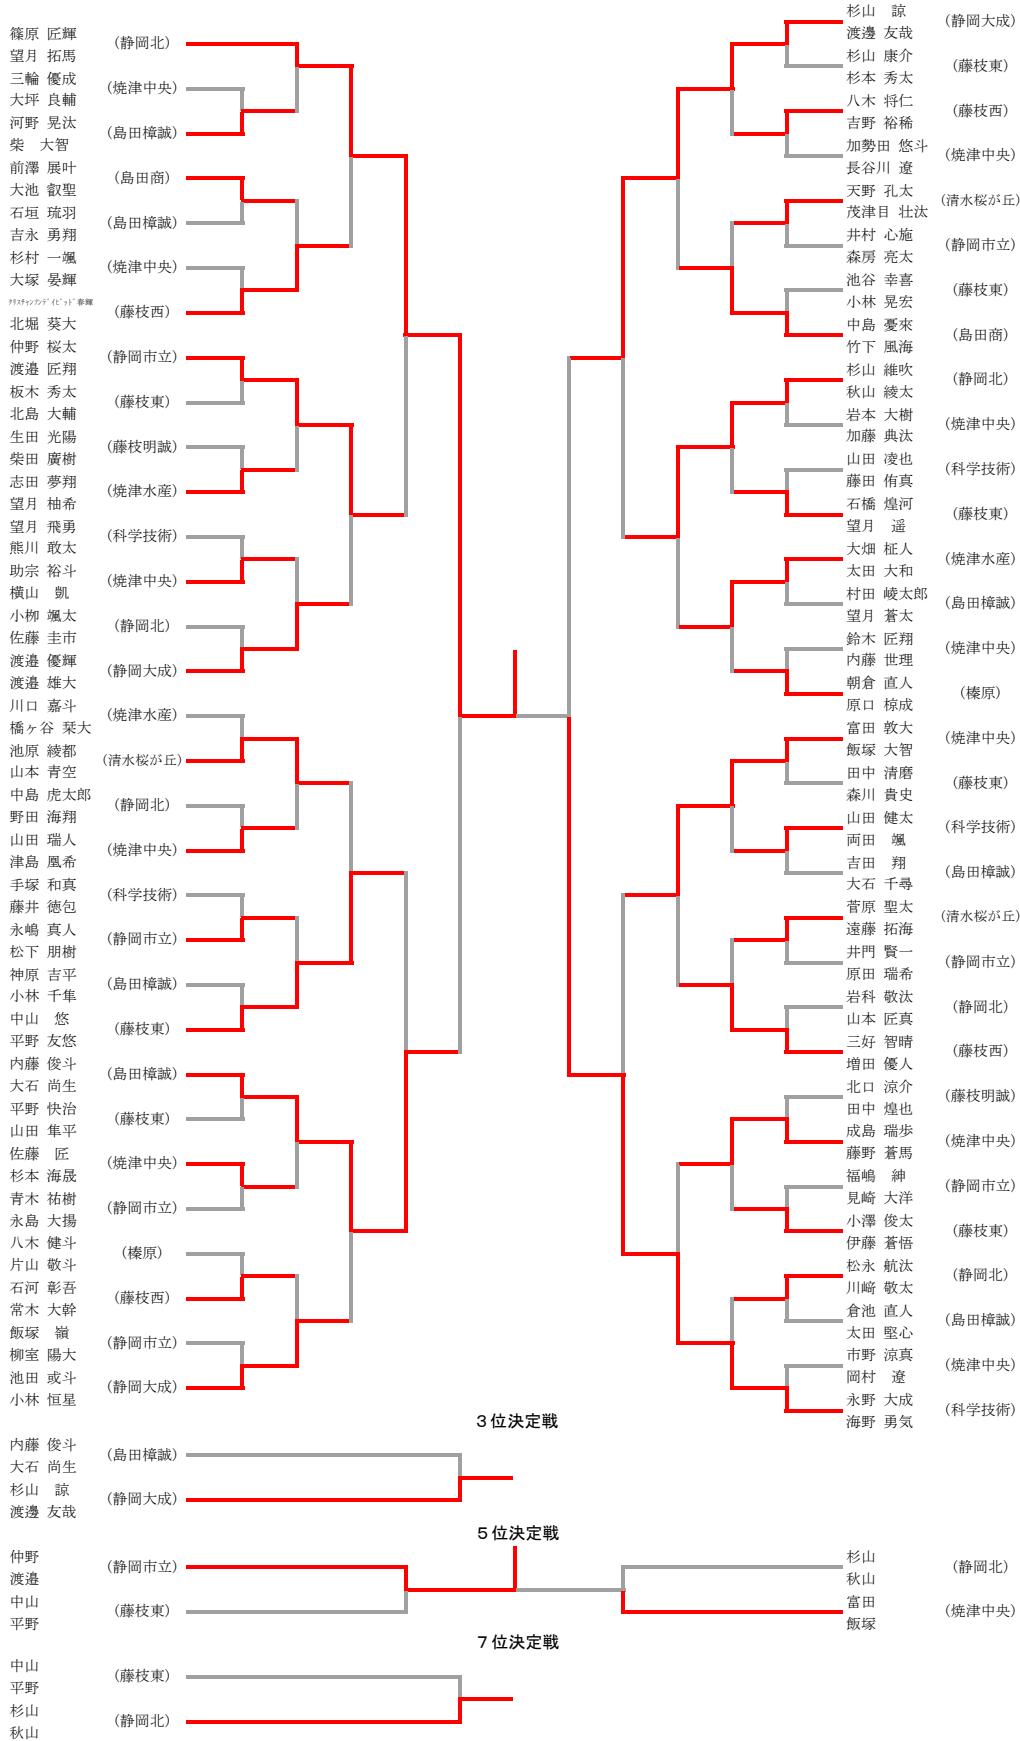 篠原 匠輝
望月 拓馬
(静岡北)
三輪 優成
大坪 良輔
(焼津中央)
河野 晃汰
柴 大智
(島田樟誠)
前澤 展叶
大池 叡聖
(島田商)
石垣 琉羽
吉永 勇翔
(島田樟誠)
杉村 一颯
大塚 晏輝
(焼津中央)
北堀 葵大
(藤枝西)
仲野 桜太
渡邉 匠翔
(静岡市立)
板木 秀太
北島 大輔
(藤枝東)
生田 光陽
柴田 廣樹
(藤枝明誠)
志田 夢翔
望月 柚希
(焼津水産)
望月 飛勇
熊川 敢太
(科学技術)
助宗 裕斗
横山 凱
(焼津中央)
小栁 颯太
佐藤 圭市
(静岡北)
渡邉 優輝
渡邉 雄大
(静岡大成)
川口 嘉斗
橋ヶ谷 栞大
(焼津水産)
池原 綾都
山本 青空
(清水桜が丘)
中島 虎太郎
野田 海翔
(静岡北)
山田 瑞人
津島 凰希
(焼津中央)
手塚 和真
藤井 徳包
(科学技術)
永嶋 真人
松下 朋樹
(静岡市立)
神原 吉平
小林 千隼
(島田樟誠)
中山 悠
平野 友悠
(藤枝東)
内藤 俊斗
大石 尚生
(島田樟誠)
平野 快治
山田 隼平
(藤枝東)
佐藤 匠
杉本 海晟
(焼津中央)
青木 祐樹
永島 大揚
(静岡市立)
八木 健斗
片山 敬斗
(榛原)
石河 彰吾
常木 大幹
(藤枝西)
飯塚 嶺
柳室 陽大
(静岡市立)
池田 或斗
小林 恒星
(静岡大成)
杉山 諒
渡邊 友哉
(静岡大成)
杉山 康介
杉本 秀太
(藤枝東)
八木 将仁
吉野 裕稀
(藤枝西)
加勢田 悠斗
長谷川 遼
(焼津中央)
天野 孔太
茂津目 壮汰
(清水桜が丘)
井村 心施
森房 亮太
(静岡市立)
池谷 幸喜
小林 晃宏
(藤枝東)
中島 憂來
竹下 風海
(島田商)
杉山 維吹
秋山 綾太
(静岡北)
岩本 大樹
加藤 典汰
(焼津中央)
山田 凌也
藤田 侑真
(科学技術)
石橋 煌河
望月 遥
(藤枝東)
大畑 柾人
太田 大和
(焼津水産)
村田 崚太郎
望月 蒼太
(島田樟誠)
鈴木 匠翔
内藤 世理
(焼津中央)
朝倉 直人
原口 椋成
(榛原)
富田 敦大
飯塚 大智
(焼津中央)
田中 清磨
森川 貴史
(藤枝東)
山田 健太
両田 颯
(科学技術)
吉田 翔
大石 千尋
(島田樟誠)
菅原 聖太
遠藤 拓海
(清水桜が丘)
井門 賢一
原田 瑞希
(静岡市立)
岩科 敬汰
山本 匠真
(静岡北)
三好 智晴
増田 優人
(藤枝西)
北口 涼介
田中 煌也
(藤枝明誠)
成島 瑞歩
藤野 蒼馬
(焼津中央)
福嶋 紳
見崎 大洋
(静岡市立)
小澤 俊太
伊藤 蒼悟
(藤枝東)
松永 航汰
川﨑 敬太
(静岡北)
倉池 直人
太田 堅心
(島田樟誠)
市野 涼真
岡村 遼
(焼津中央)
永野 大成
海野 勇気
(科学技術)
３位決定戦
内藤 俊斗
大石 尚生
(島田樟誠)
杉山 諒
渡邊 友哉
(静岡大成)
５位決定戦
仲野
渡邉
(静岡市立)
中山
平野
(藤枝東)
杉山
秋山
(静岡北)
富田
飯塚
(焼津中央)
７位決定戦
中山
平野
(藤枝東)
杉山
秋山
(静岡北)